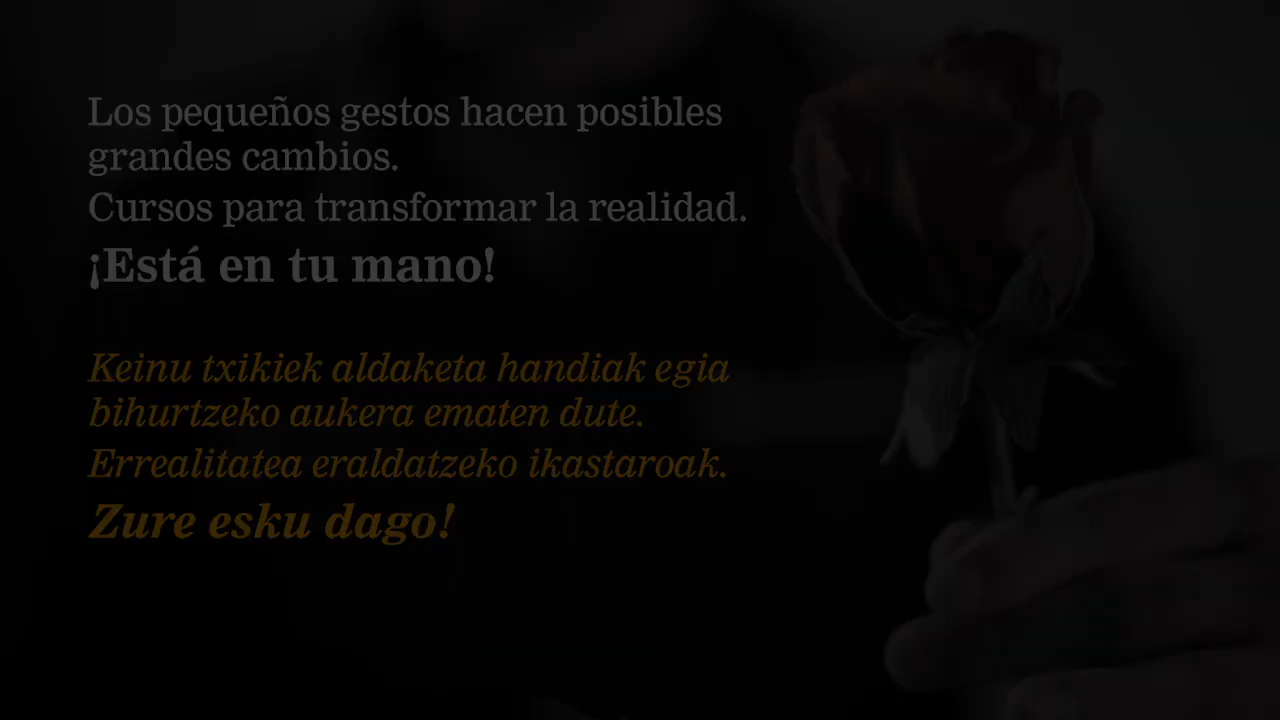 Los pequeños gestos hacen posibles
grandes cambios.
Cursos para transformar la realidad.
¡Está en tu mano!
Keinu txikiek aldaketa handiak egia
bihurtzeko aukera ematen dute.
Errealitatea eraldatzeko ikastaroak.
Zure esku dago!